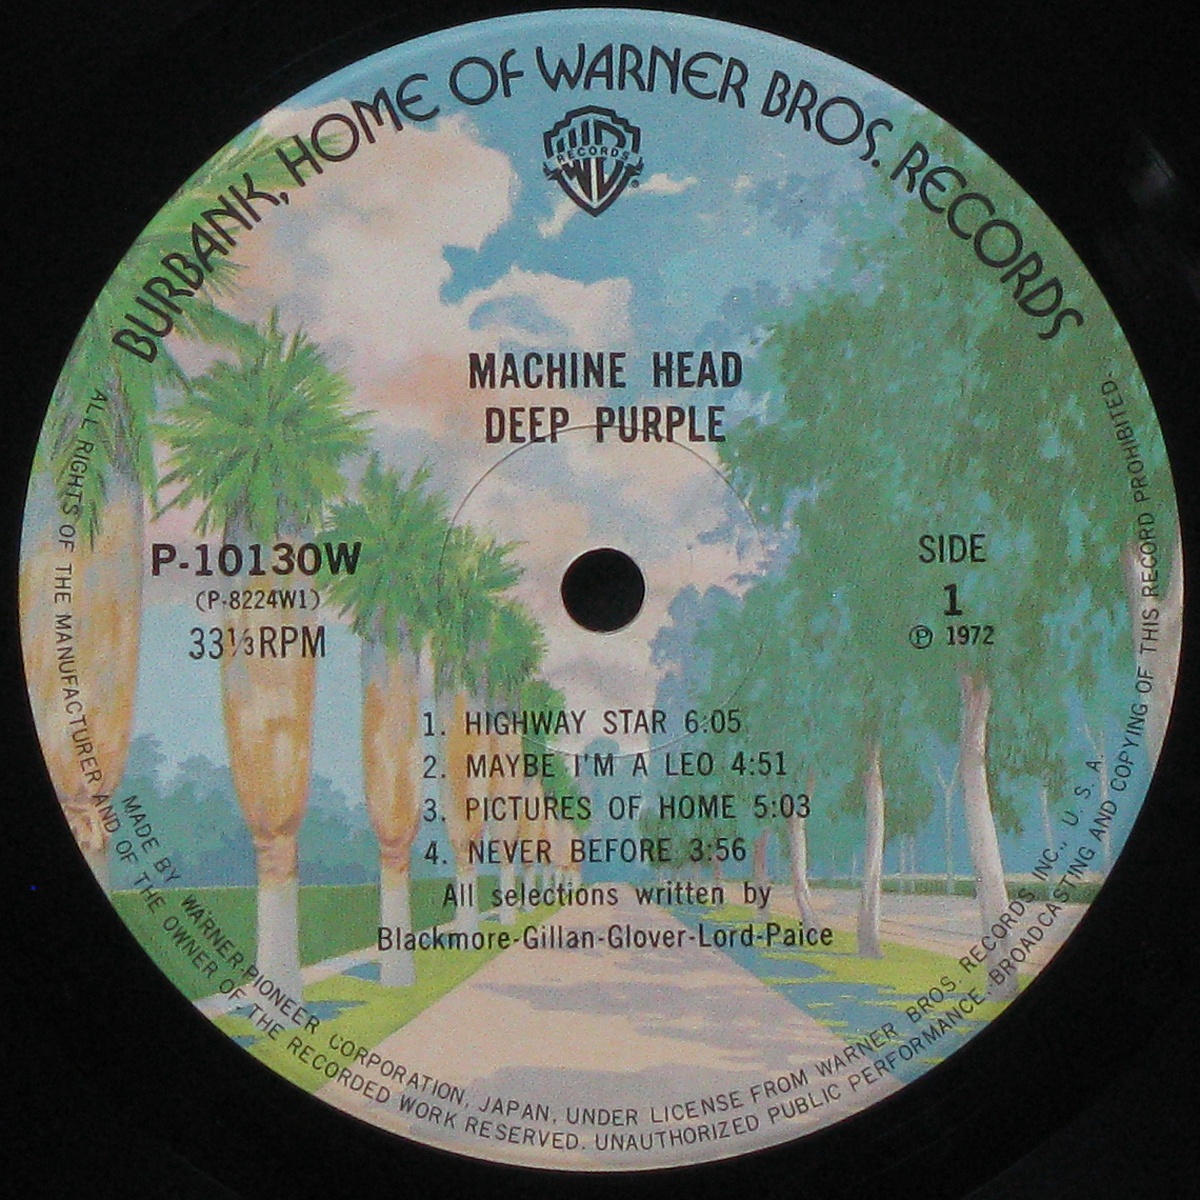 BURBANK, HOME OF WARNER BROS. RECORDS
WB
RECORDS
®
MACHINE HEAD
DEEP PURPLE
P-10130W
(P-8224W1)
33⅓RPM
SIDE
1
Ⓟ 1972
1. HIGHWAY STAR 6:05
2. MAYBE I'M A LEO 4:51
3. PICTURES OF HOME 5:03
4. NEVER BEFORE 3:56
All selections written by
Blackmore-Gillan-Glover-Lord-Paice
MADE BY WARNER-PIONEER CORPORATION, JAPAN, UNDER LICENSE FROM WARNER BROS. RECORDS INC., U. S. A.
ALL RIGHTS OF THE MANUFACTURER AND OF THE OWNER OF THE RECORDED WORK RESERVED. UNAUTHORIZED PUBLIC PERFORMANCE. BROADCASTING AND COPYING OF THIS RECORD PROHIBITED.